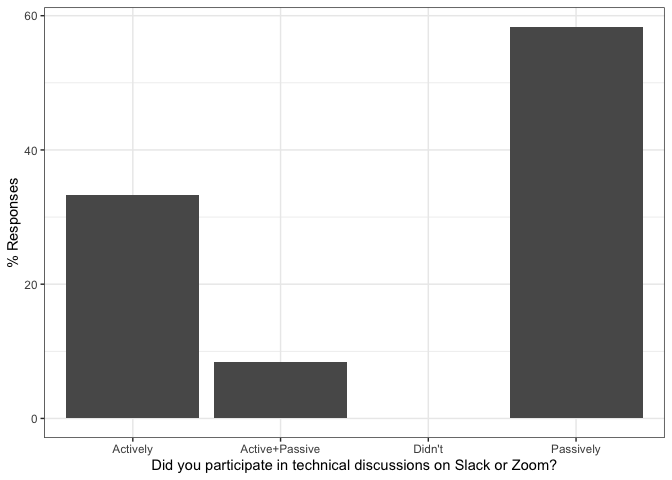 60
40
20
0
% Responses
Actively Active+Passive Didn't Passively
Did you participate in technical discussions on Slack or Zoom?